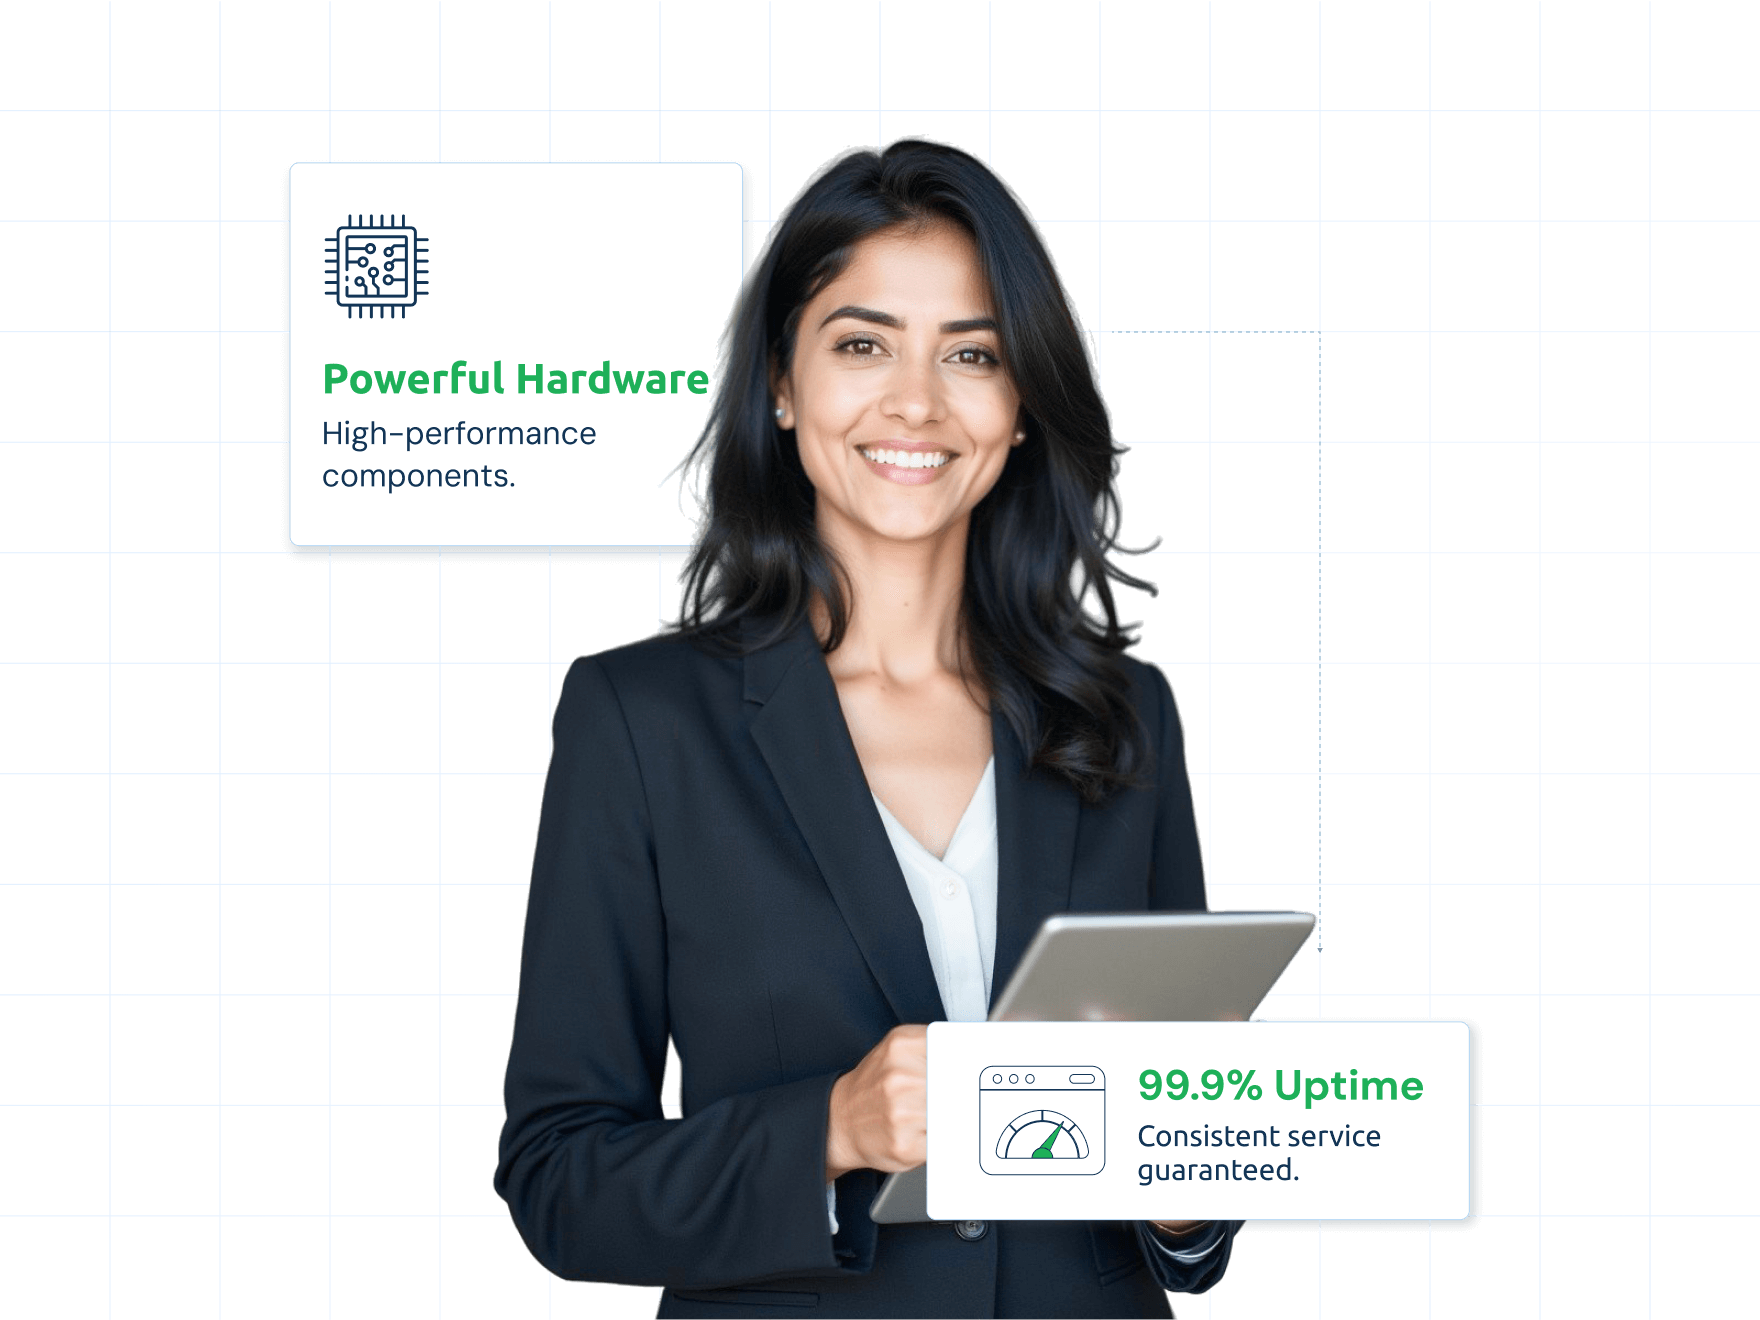 Powerful Hardware
High-performance
components.
99.9% Uptime
Consistent service
guaranteed.